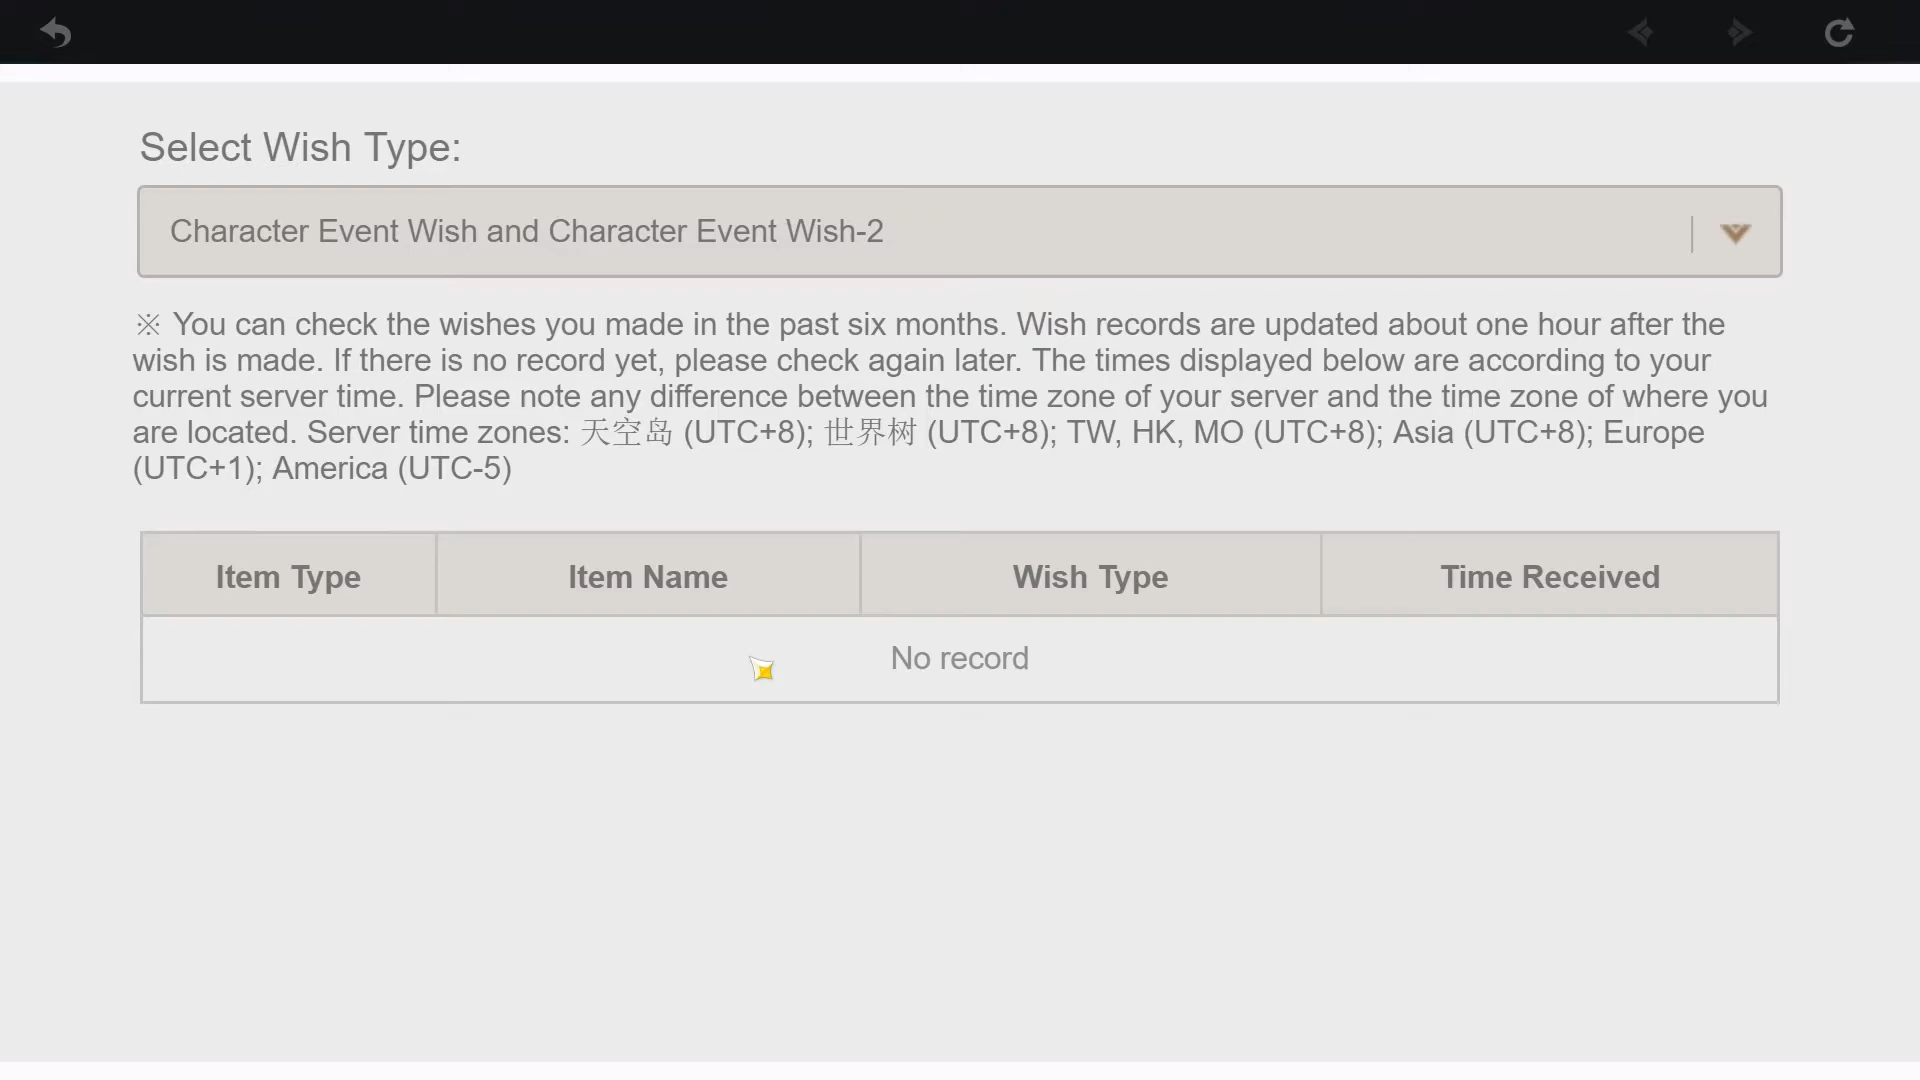 Select Wish Type:
Character Event Wish and Character Event Wish-2
※ You can check the wishes you made in the past six months. Wish records are updated about one hour after the
wish is made. If there is no record yet, please check again later. The times displayed below are according to your
current server time. Please note any difference between the time zone of your server and the time zone of where you
are located. Server time zones: 天空岛 (UTC+8); 世界树 (UTC+8); TW, HK, MO (UTC+8); Asia (UTC+8); Europe
(UTC+1); America (UTC-5)
Item Type Item Name Wish Type Time Received
No record